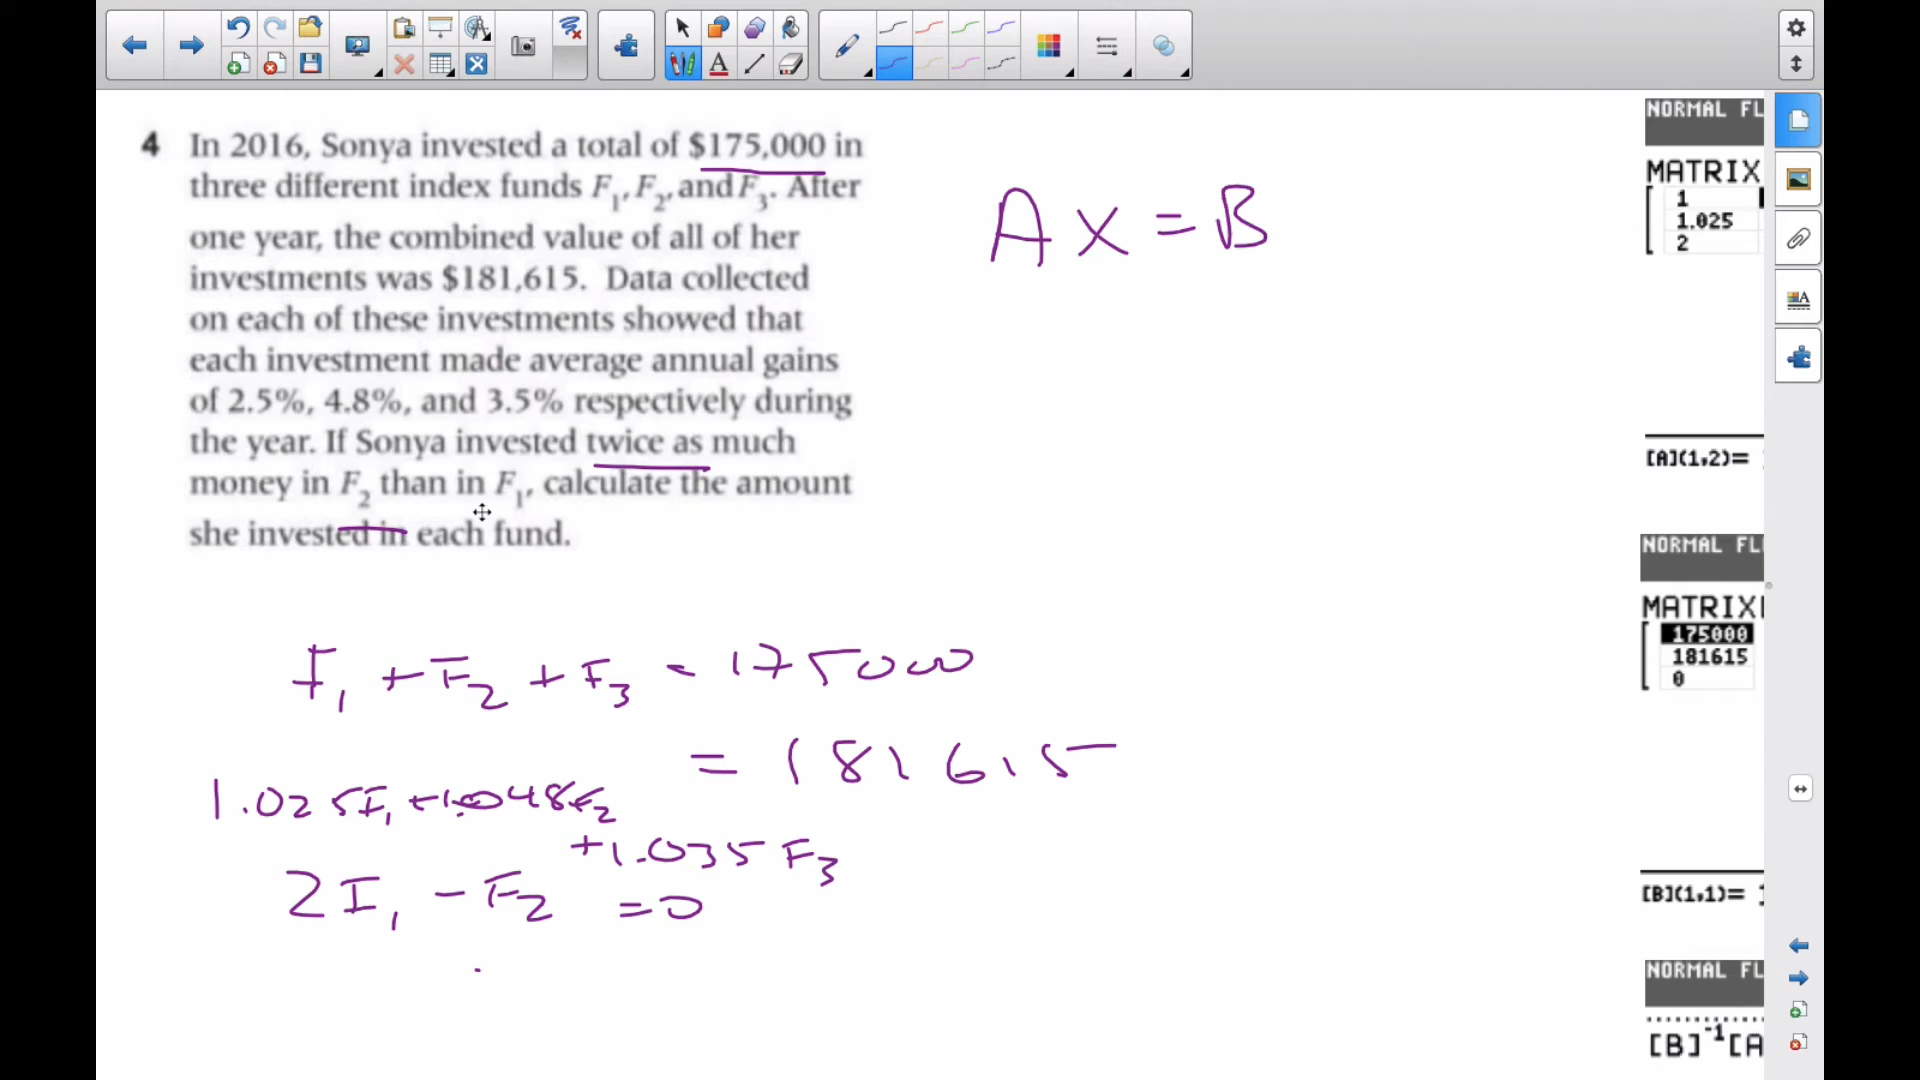 4 In 2016, Sonya invested a total of $175,000 in
three different index funds F₁, F₂, and F₃. After
one year, the combined value of all of her
investments was $181,615. Data collected
on each of these investments showed that
each investment made average annual gains
of 2.5%, 4.8%, and 3.5% respectively during
the year. If Sonya invested twice as much
money in F₂ than in F₁, calculate the amount
she invested in each fund.
A X = B
F₁ + F₂ + F₃ = 175000
= 181615
1.025F₁ + 1.048F₂
+1.035 F₃
2F₁ - F₂ = 0
NORMAL FL
MATRIX
1
1.025
2
[A](1,2)=
NORMAL FL
MATRIX
175000
181615
0
[B](1,1)=
NORMAL FL
[B]⁻¹[A